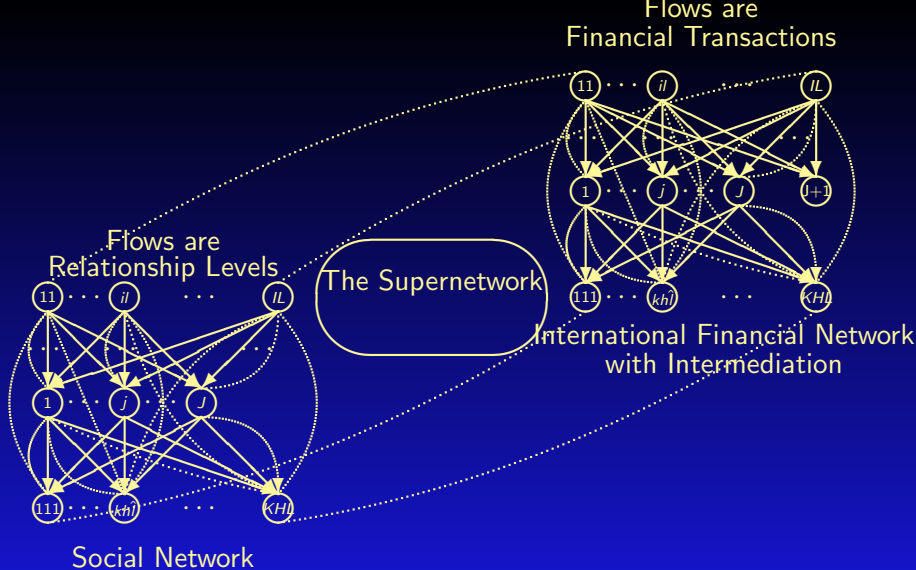 Flows are
Financial Transactions
11 · · · il · · · IL
· · · · · ·
1 · · · j · · · J J+1
111 · · · khl̂ · · · KHL
International Financial Network
with Intermediation
The Supernetwork
Flows are
Relationship Levels
11 · · · il · · · IL
· · · · · ·
1 · · · j · · · J
111 · · · khl̂ · · · KHL
Social Network